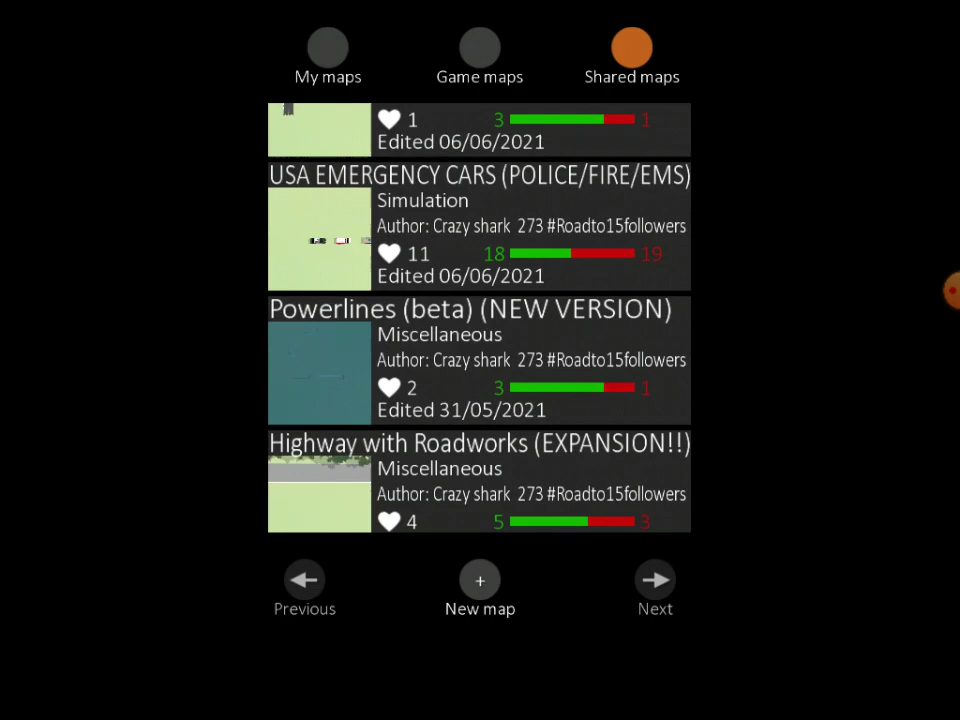 My maps Game maps Shared maps
1 3 1
Edited 06/06/2021
USA EMERGENCY CARS (POLICE/FIRE/EMS)
Simulation
Author: Crazy shark 273 #Roadto15followers
11 18 19
Edited 06/06/2021
Powerlines (beta) (NEW VERSION)
Miscellaneous
Author: Crazy shark 273 #Roadto15followers
2 3 1
Edited 31/05/2021
Highway with Roadworks (EXPANSION!!)
Miscellaneous
Author: Crazy shark 273 #Roadto15followers
4 5 3
+
Previous New map Next